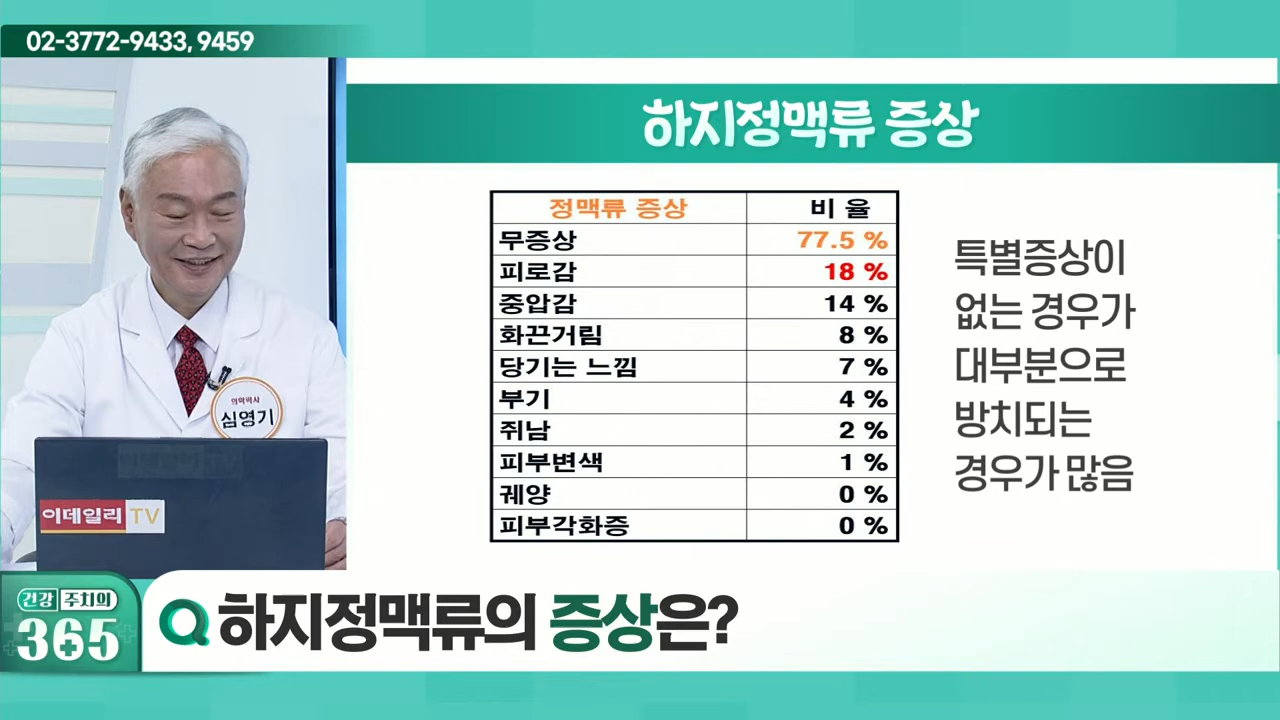 02-3772-9433, 9459
하지정맥류 증상
정맥류 증상 비 율
무증상 77.5 %
피로감 18 %
중압감 14 %
화끈거림 8 %
당기는 느낌 7 %
부기 4 %
쥐남 2 %
피부변색 1 %
궤양 0 %
피부각화증 0 %
특별증상이
없는 경우가
대부분으로
방치되는
경우가 많음
의학박사
심영기
이데일리 TV
건강 주치의
365
Q 하지정맥류의 증상은?